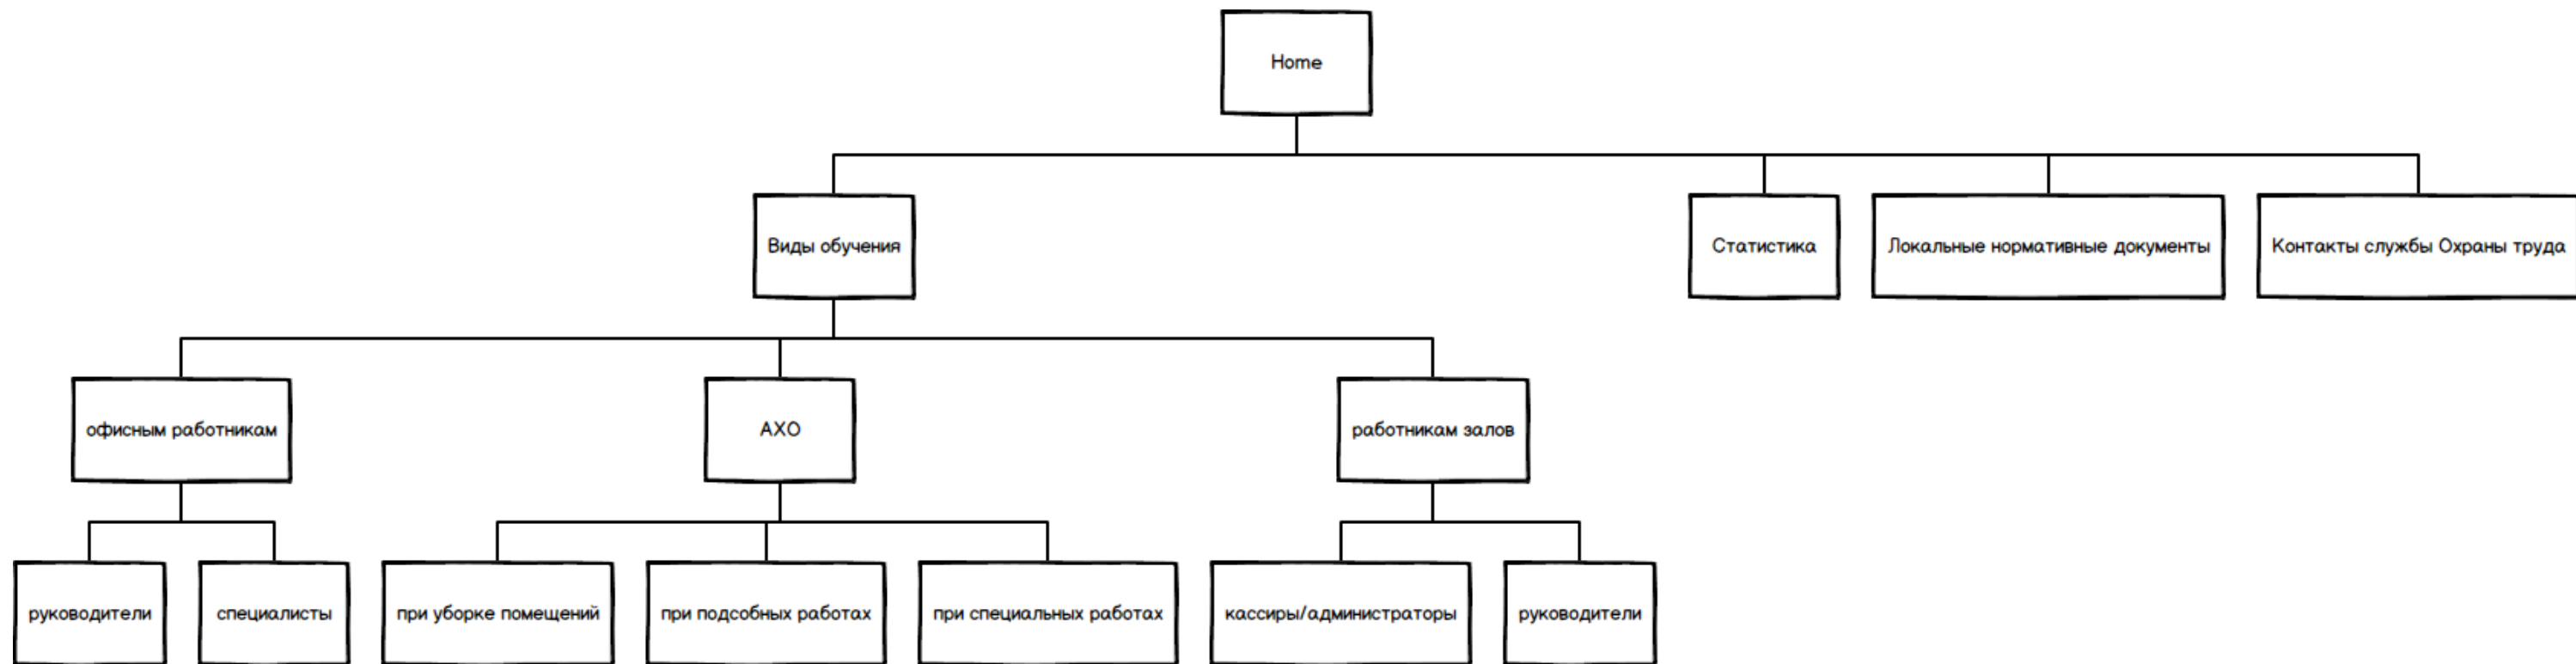 Home
Виды обучения
Статистика
Локальные нормативные документы
Контакты службы Охраны труда
офисным работникам
АХО
работникам залов
руководители
специалисты
при уборке помещений
при подсобных работах
при специальных работах
кассиры/администраторы
руководители